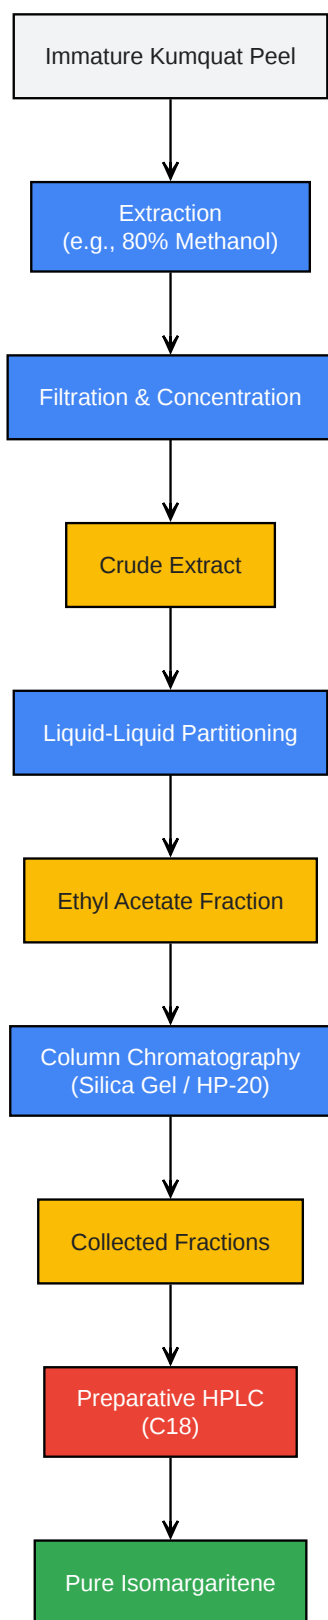 Immature Kumquat Peel
Extraction
(e.g., 80% Methanol)
Filtration & Concentration
Crude Extract
Liquid-Liquid Partitioning
Ethyl Acetate Fraction
Column Chromatography
(Silica Gel / HP-20)
Collected Fractions
Preparative HPLC
(C18)
Pure Isomargaritene